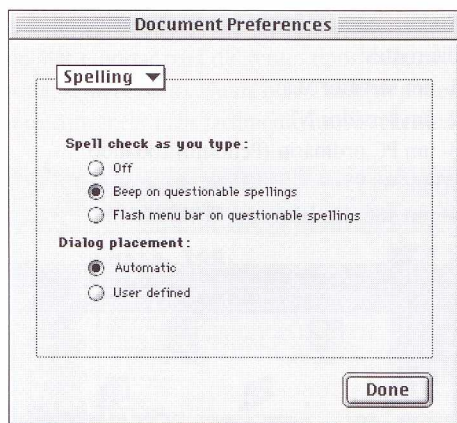 Document Preferences
Spelling
Spell check as you type:
Off
Beep on questionable spellings
Flash menu bar on questionable spellings
Dialog placement:
Automatic
User defined
Done